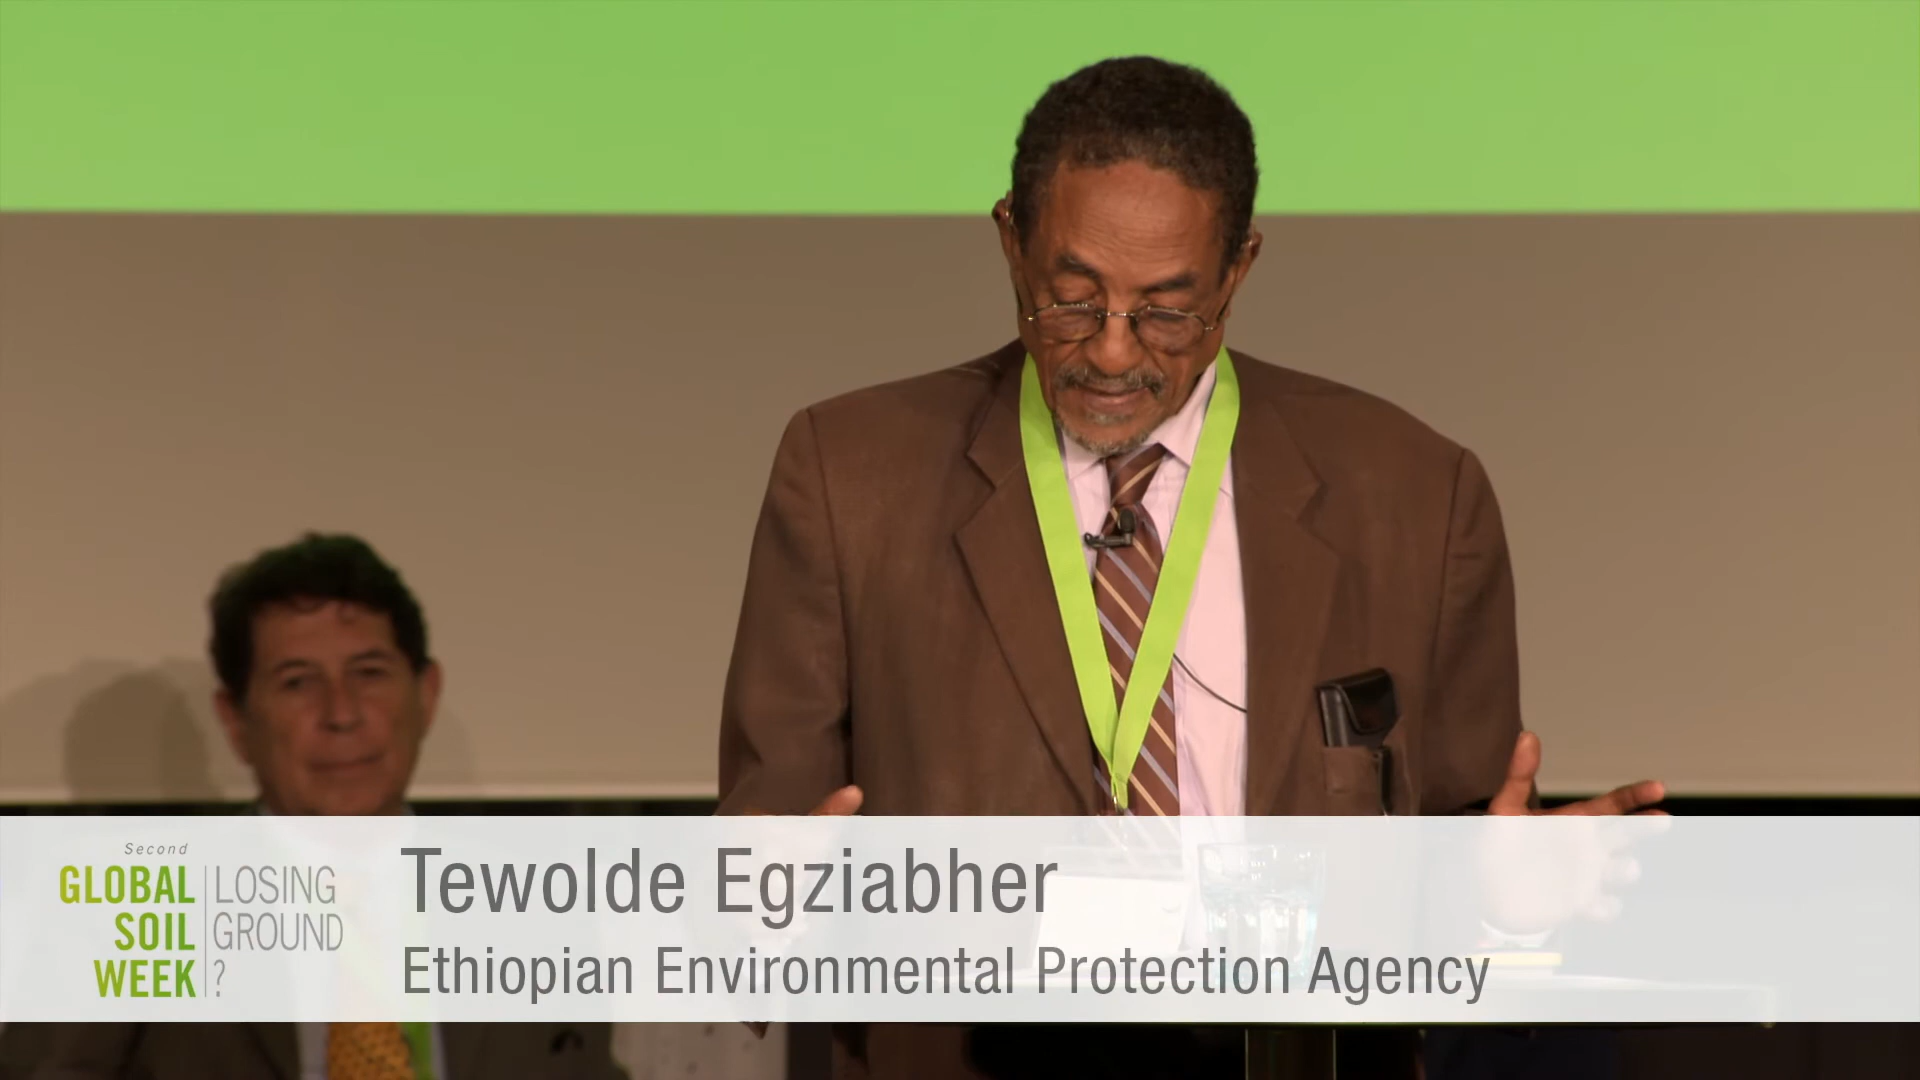 Second
GLOBAL
SOIL
WEEK
LOSING
GROUND
?
Tewolde Egziabher
Ethiopian Environmental Protection Agency